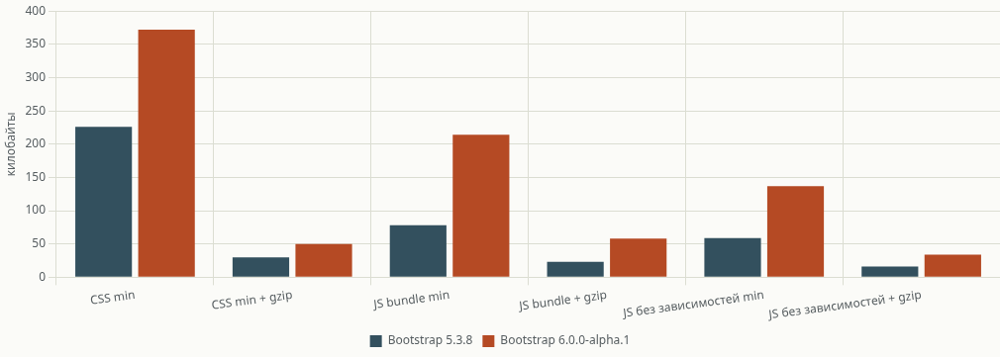 400
350
300
250
200
150
100
50
0
килобайты
CSS min
CSS min + gzip
JS bundle min
JS bundle + gzip
JS без зависимостей min
JS без зависимостей + gzip
Bootstrap 5.3.8
Bootstrap 6.0.0-alpha.1